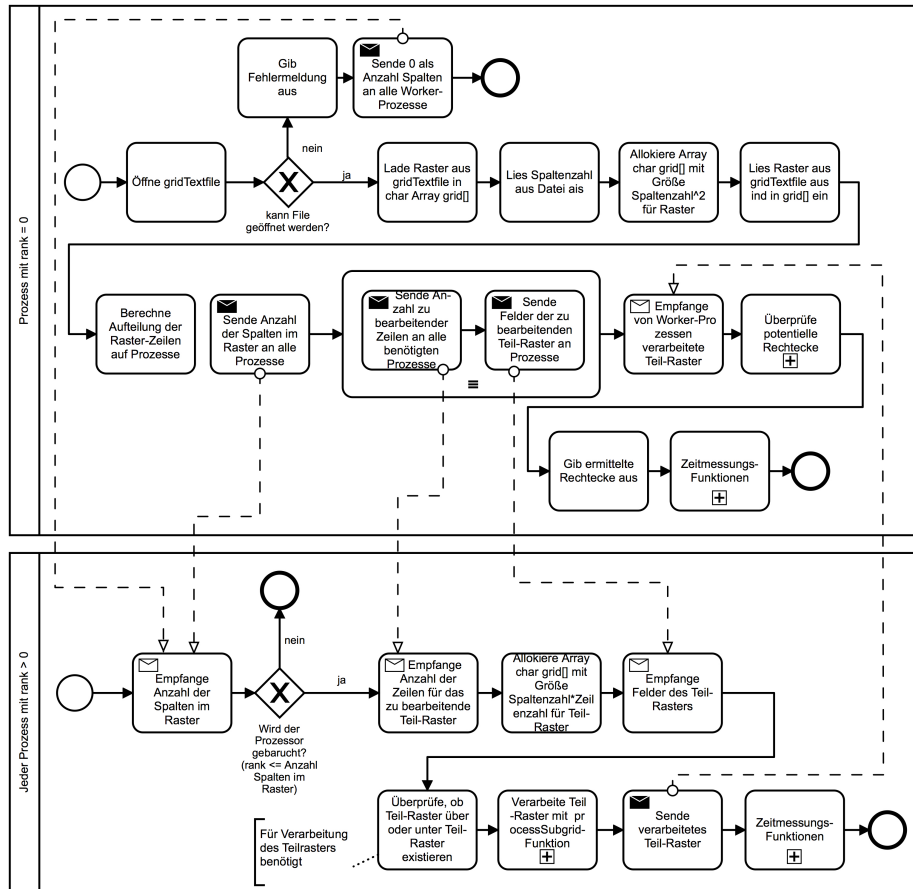 Prozess mit rank = 0
Gib
Fehlermeldung
aus
Sende 0 als
Anzahl Spalten
an alle Worker-
Prozesse
nein
Öffne gridTextfile
ja
kann File
geöffnet werden?
Lade Raster aus
gridTextfile in
char Array grid[]
Lies Spaltenzahl
aus Datei ais
Allokiere Array
char grid[] mit
Größe
Spaltenzahl^2
für Raster
Lies Raster aus
gridTextfile aus
ind in grid[] ein
Berechne
Aufteilung der
Raster-Zeilen
auf Prozesse
Sende Anzahl
der Spalten im
Raster an alle
Prozesse
Sende An-
zahl zu
bearbeitender
Zeilen an alle
benötigten
Prozesse
Sende
Felder der zu
bearbeitenden
Teil-Raster an
Prozesse
Empfange
von Worker-Pro
zessen
verarbeitete
Teil-Raster
Überprüfe
potentielle
Rechtecke
Gib ermittelte
Rechtecke aus
Zeitmessungs-
Funktionen
Jeder Prozess mit rank > 0
Empfange
Anzahl der
Spalten im
Raster
nein
ja
Wird der
Prozessor
gebarucht?
(rank <= Anzahl
Spalten im
Raster)
Empfange
Anzahl der
Zeilen für das
zu bearbeitende
Teil-Raster
Allokiere Array
char grid[] mit
Größe
Spaltenzahl*Zeil
enzahl für Teil-
Raster
Empfange
Felder des Teil-
Rasters
Für Verarbeitung
des Teilrasters
benötigt
Überprüfe, ob
Teil-Raster über
oder unter Teil-
Raster
existieren
Verarbeite Teil
-Raster mit pr
ocessSubgrid-
Funktion
Sende
verarbeitetes
Teil-Raster
Zeitmessungs-
Funktionen